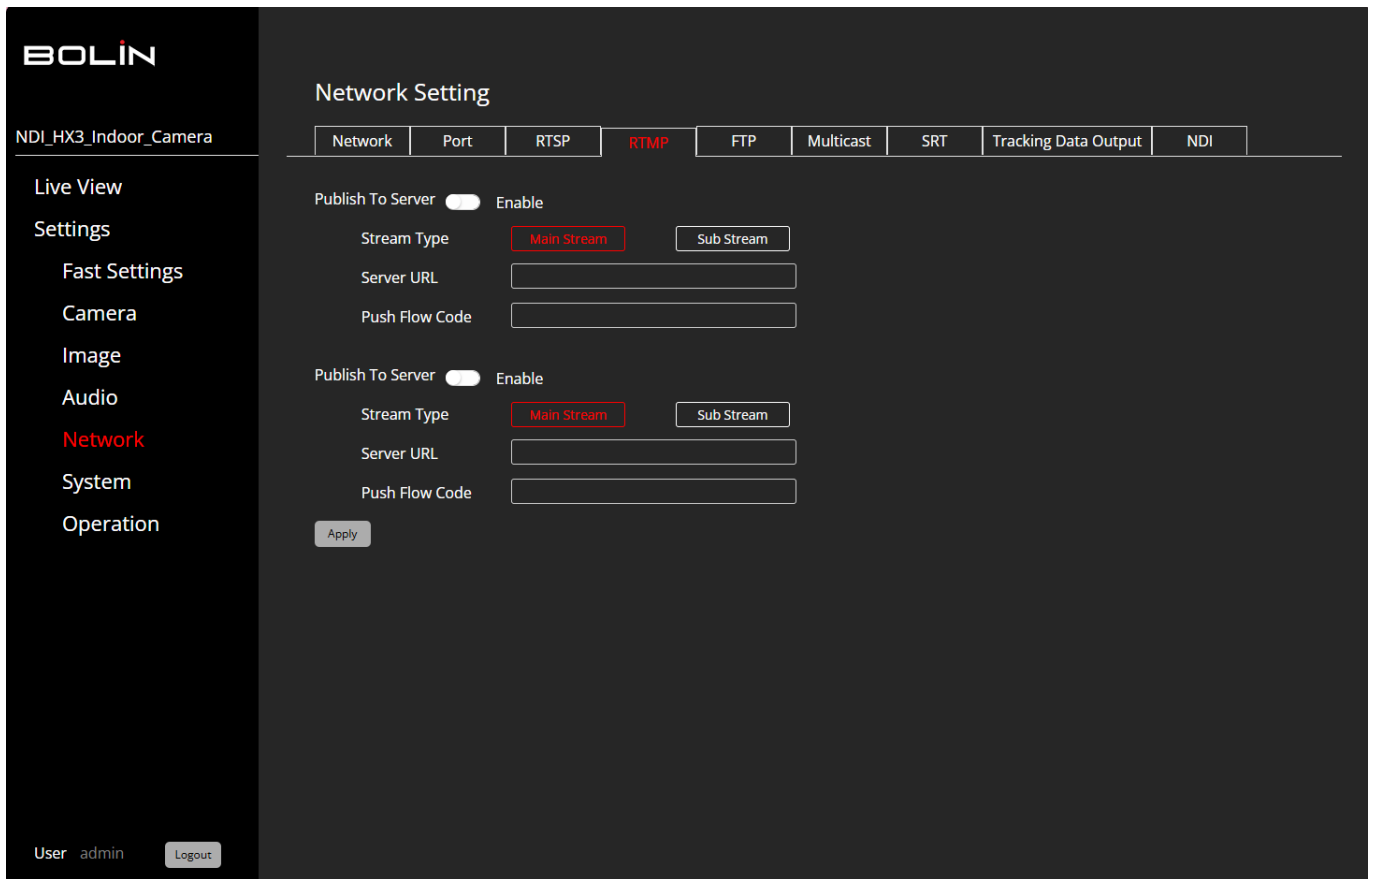 BOLIN
NDI_HX3_Indoor_Camera
Live View
Settings
Fast Settings
Camera
Image
Audio
Network
System
Operation
User admin
Logout
Network Setting
Network Port RTSP RTMP FTP Multicast SRT Tracking Data Output NDI
Publish To Server Enable
Stream Type Main Stream Sub Stream
Server URL
Push Flow Code
Publish To Server Enable
Stream Type Main Stream Sub Stream
Server URL
Push Flow Code
Apply